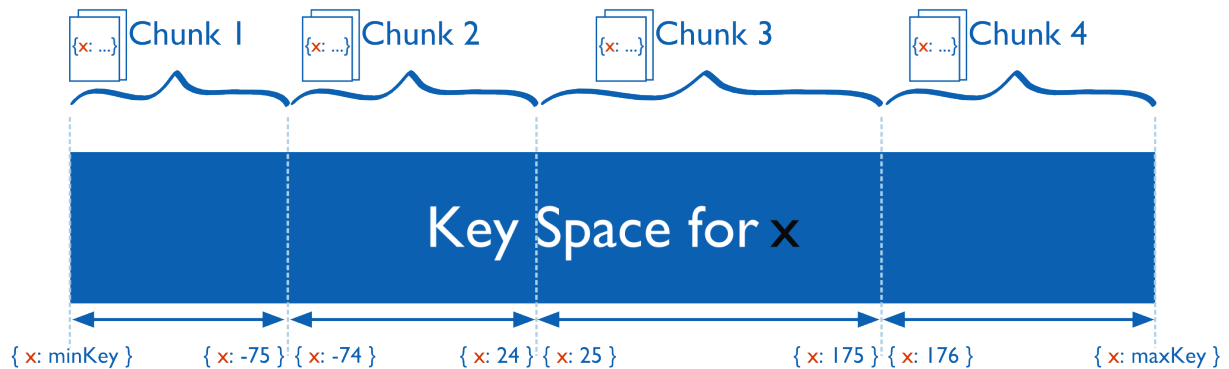 {x: ...} Chunk 1 {x: ...} Chunk 2 {x: ...} Chunk 3 {x: ...} Chunk 4
Key Space for x
{ x: minKey } { x: -75 } { x: -74 } { x: 24 } { x: 25 } { x: 175 } { x: 176 } { x: maxKey }